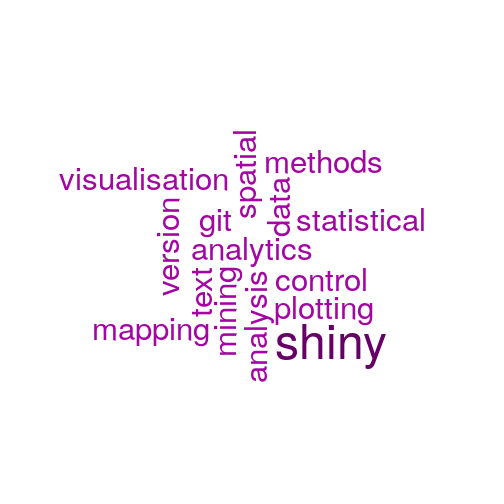 spatial
methods
visualisation
data
version
git
statistical
analytics
text
mining
analysis
control
plotting
mapping
shiny